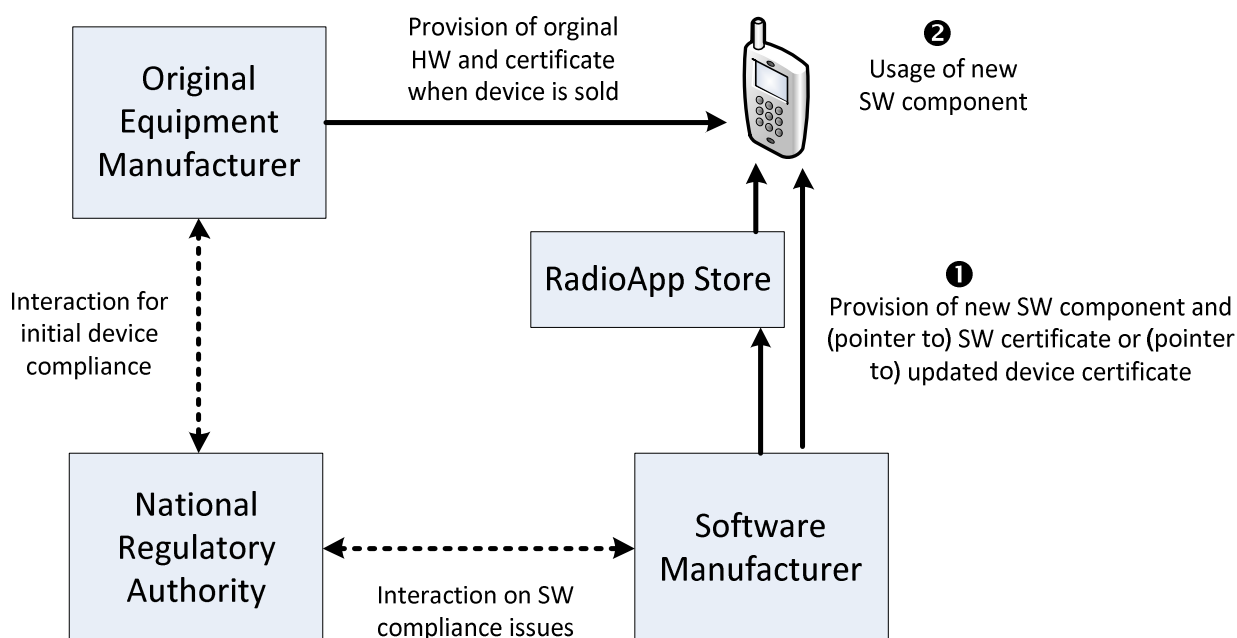 Original
Equipment
Manufacturer
Provision of orginal
HW and certificate
when device is sold
❷
Usage of new
SW component
RadioApp Store
❶
Provision of new SW component and
(pointer to) SW certificate or (pointer
to) updated device certificate
Interaction for
initial device
compliance
National
Regulatory
Authority
Software
Manufacturer
Interaction on SW
compliance issues